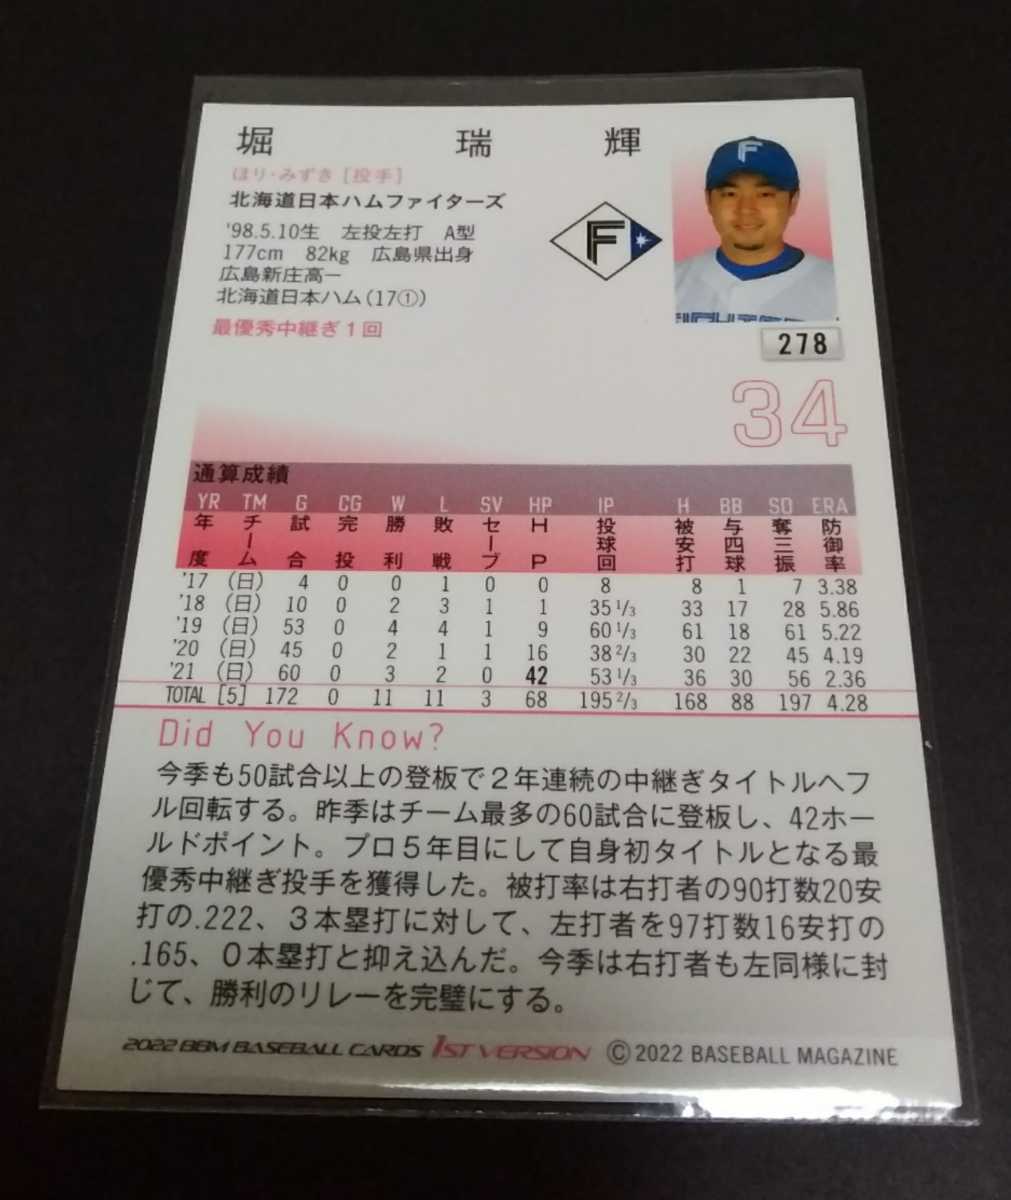 堀 瑞 輝
ほり・みずき [投手]
北海道日本ハムファイターズ
'98.5.10生 左投左打 A型
177cm 82kg 広島県出身
広島新庄高一
北海道日本ハム(17①)
最優秀中継ぎ1回
F
F
278
34
通算成績
YR TM G CG W L SV HP IP H BB SO ERA
年度 チーム 試合 完投 勝利 敗戦 セーブ HP 投球回 被安打 与四球 奪三振 防御率
'17 (日) 4 0 0 1 0 0 8 8 1 7 3.38
'18 (日) 10 0 2 3 1 1 35 1/3 33 17 28 5.86
'19 (日) 53 0 4 4 1 9 60 1/3 61 18 61 5.22
'20 (日) 45 0 2 1 1 16 38 2/3 30 22 45 4.19
'21 (日) 60 0 3 2 0 42 53 1/3 36 30 56 2.36
TOTAL [5] 172 0 11 11 3 68 195 2/3 168 88 197 4.28
Did You Know?
今季も50試合以上の登板で2年連続の中継ぎタイトルへフ
ル回転する。昨季はチーム最多の60試合に登板し、42ホー
ルドポイント。プロ5年目にして自身初タイトルとなる最
優秀中継ぎ投手を獲得した。被打率は右打者の90打数20安
打の.222、3本塁打に対して、左打者を97打数16安打の
.165、0本塁打と抑え込んだ。今季は右打者も左同様に封
じて、勝利のリレーを完璧にする。
2022 BBM BASEBALL CARDS 1ST VERSION © 2022 BASEBALL MAGAZINE